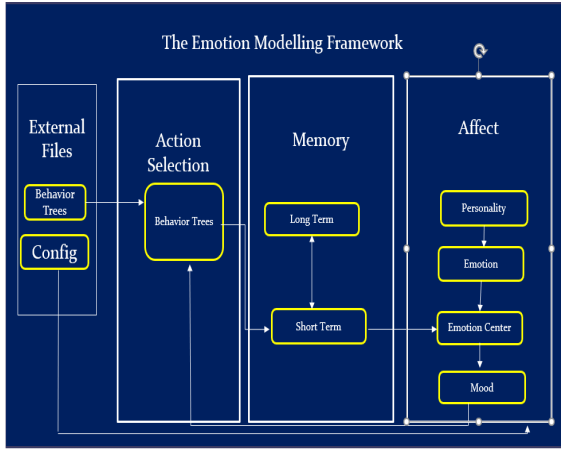 The Emotion Modelling Framework
External
Files
Behavior
Trees
Config
Action
Selection
Behavior Trees
Memory
Long Term
Short Term
Affect
Personality
Emotion
Emotion Center
Mood